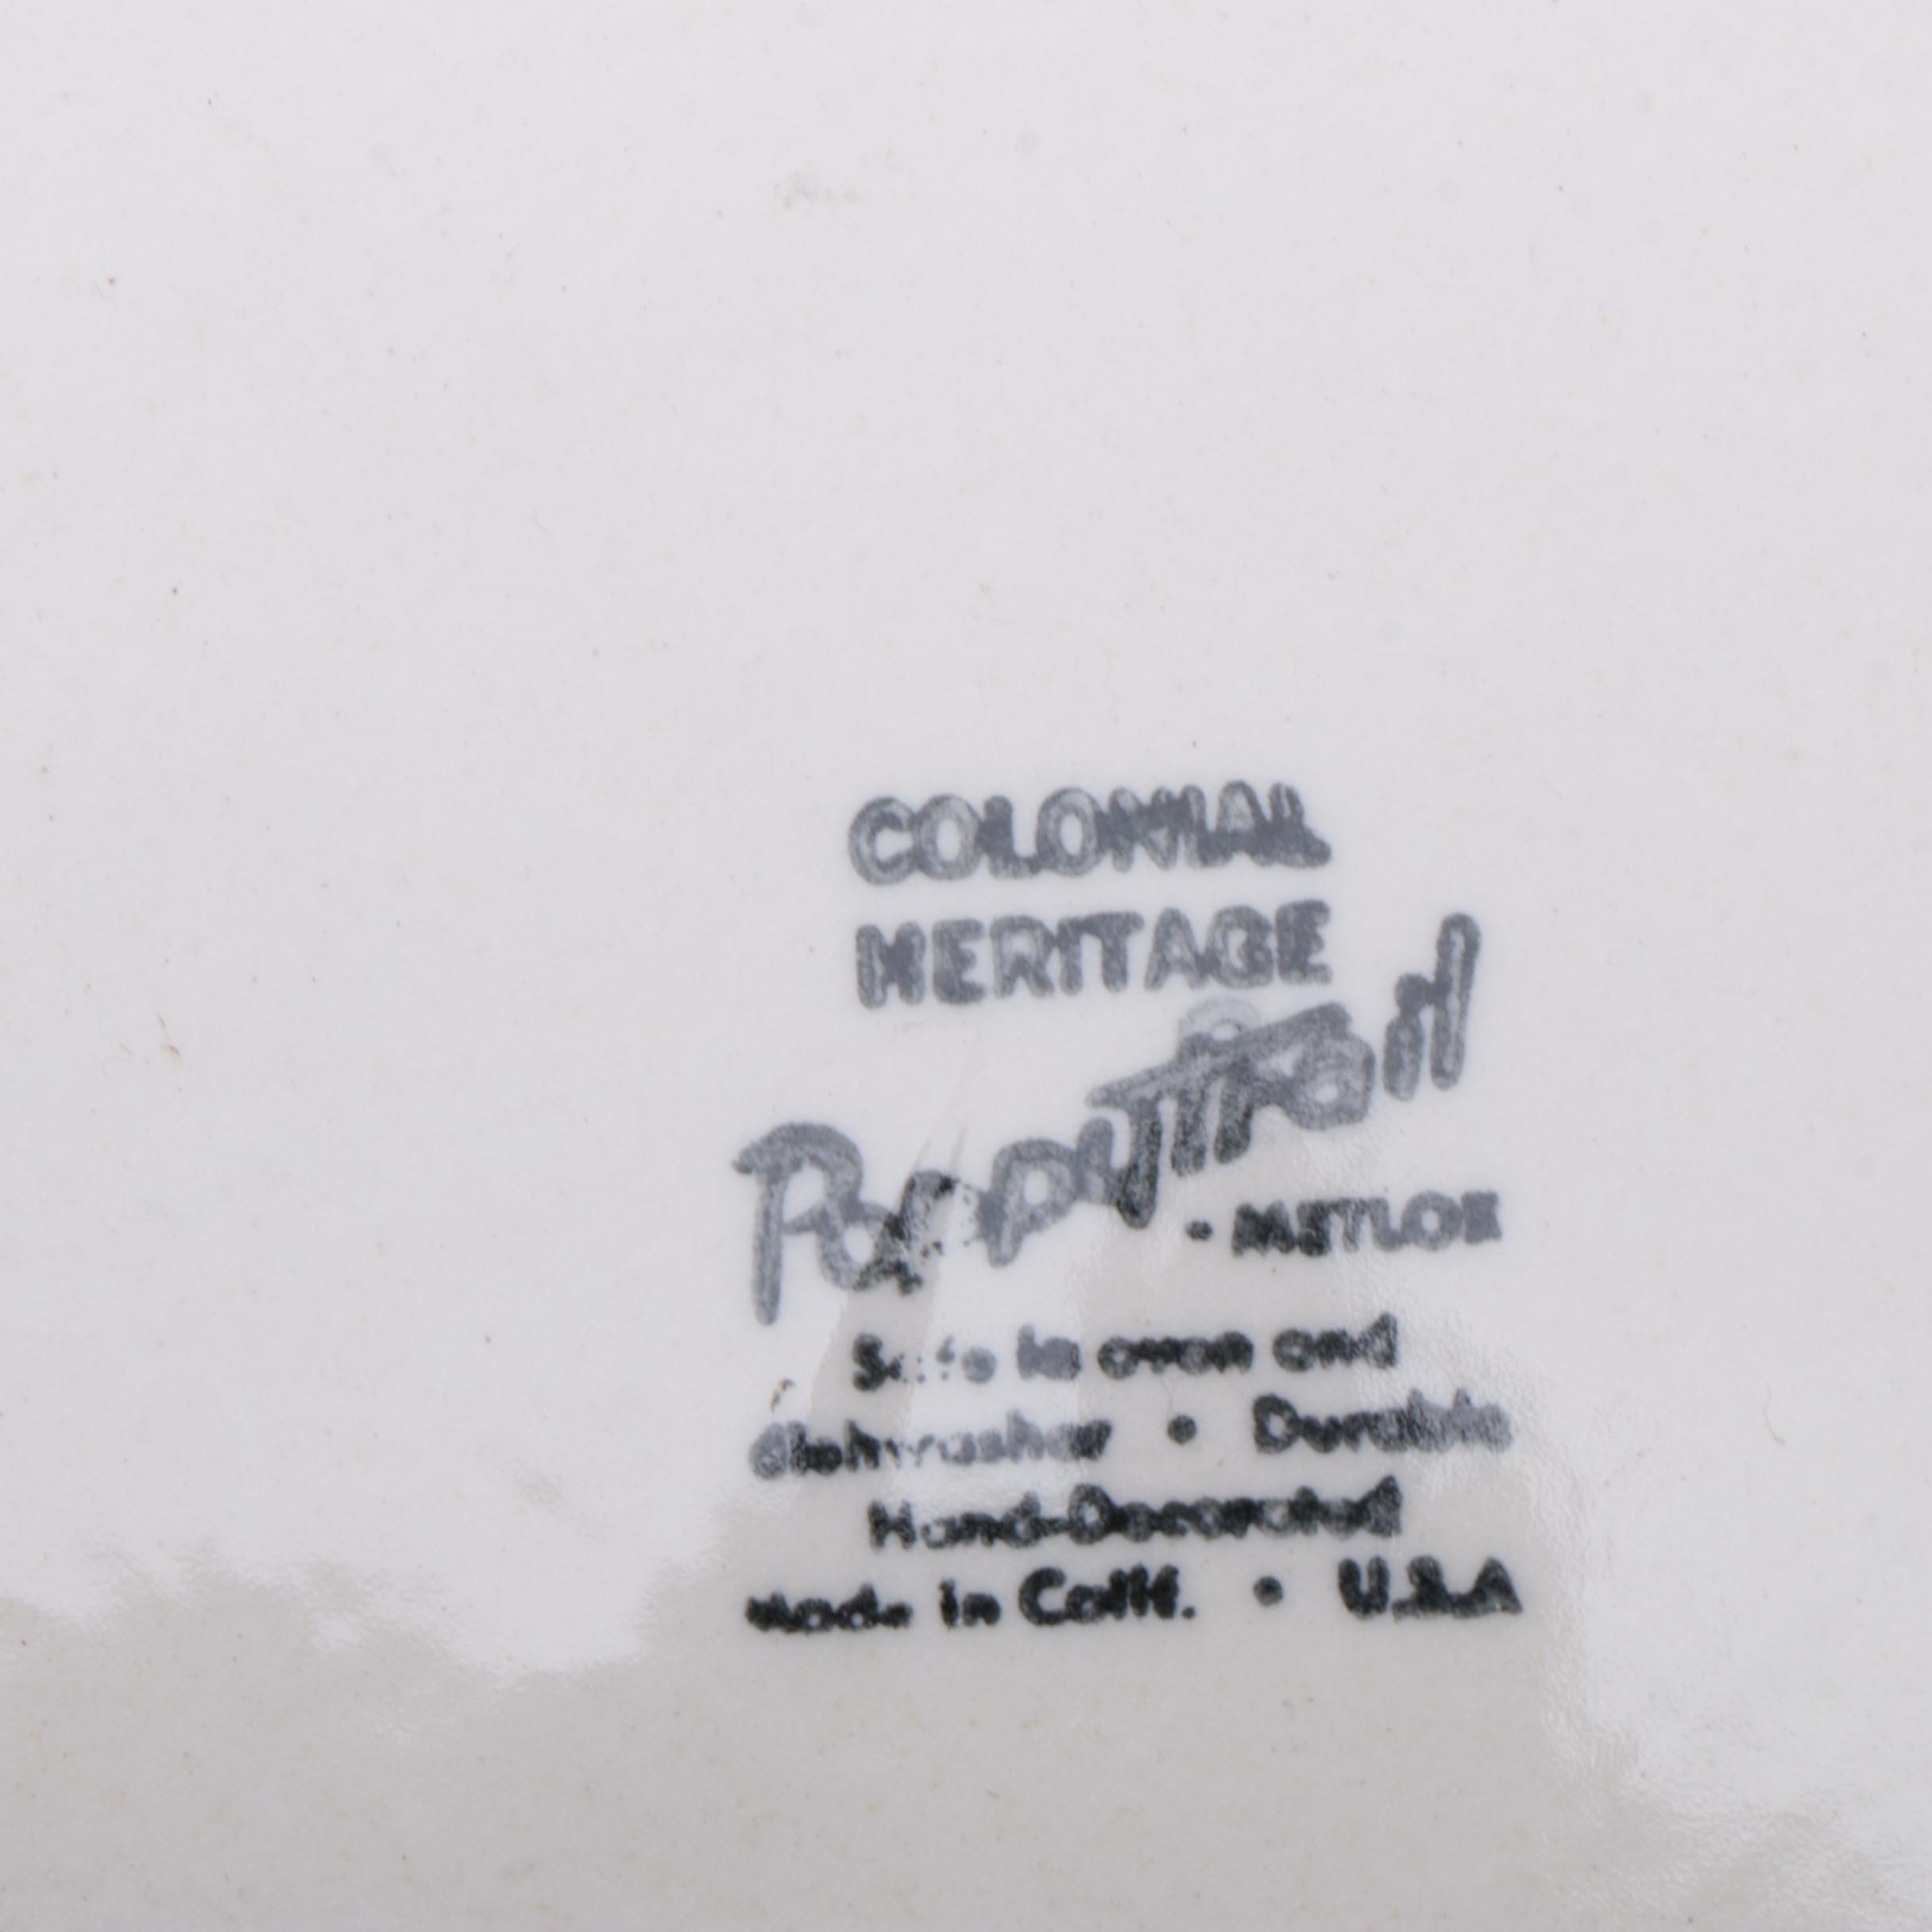 COLONIAL
HERITAGE
Poppytrail
• METLOX
Safe in oven and
dishwasher • Durable
Hand-Decorated
Made in Calif. • U.S.A